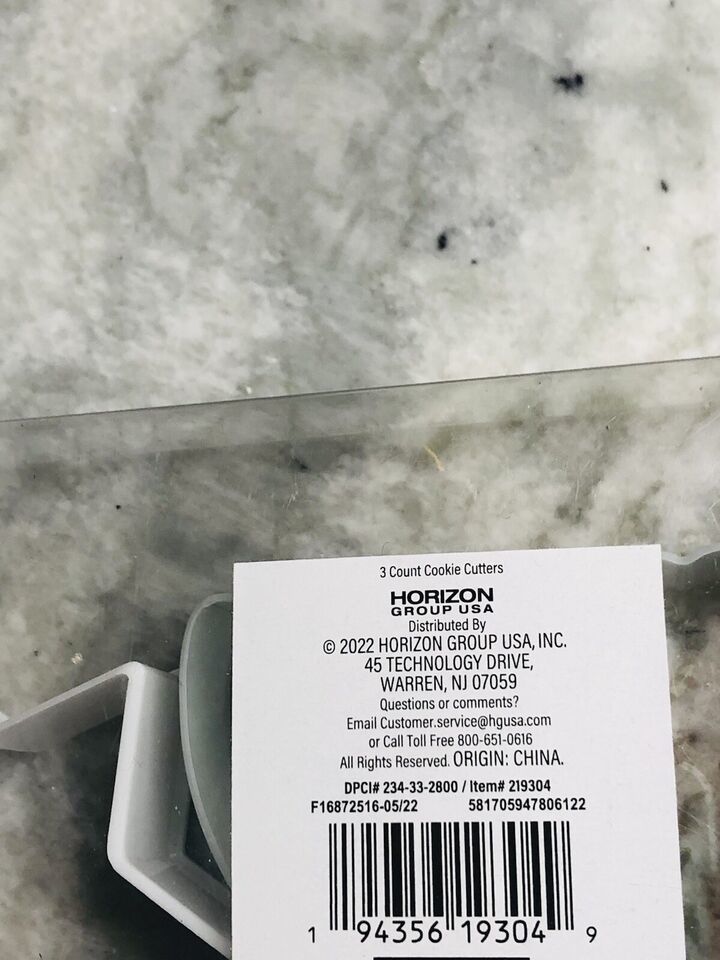 3 Count Cookie Cutters
HORIZON
GROUP USA
Distributed By
© 2022 HORIZON GROUP USA, INC.
45 TECHNOLOGY DRIVE,
WARREN, NJ 07059
Questions or comments?
Email Customer.service@hgusa.com
or Call Toll Free 800-651-0616
All Rights Reserved. ORIGIN: CHINA.
DPCI# 234-33-2800 / Item# 219304
F16872516-05/22 581705947806122
1 94356 19304 9